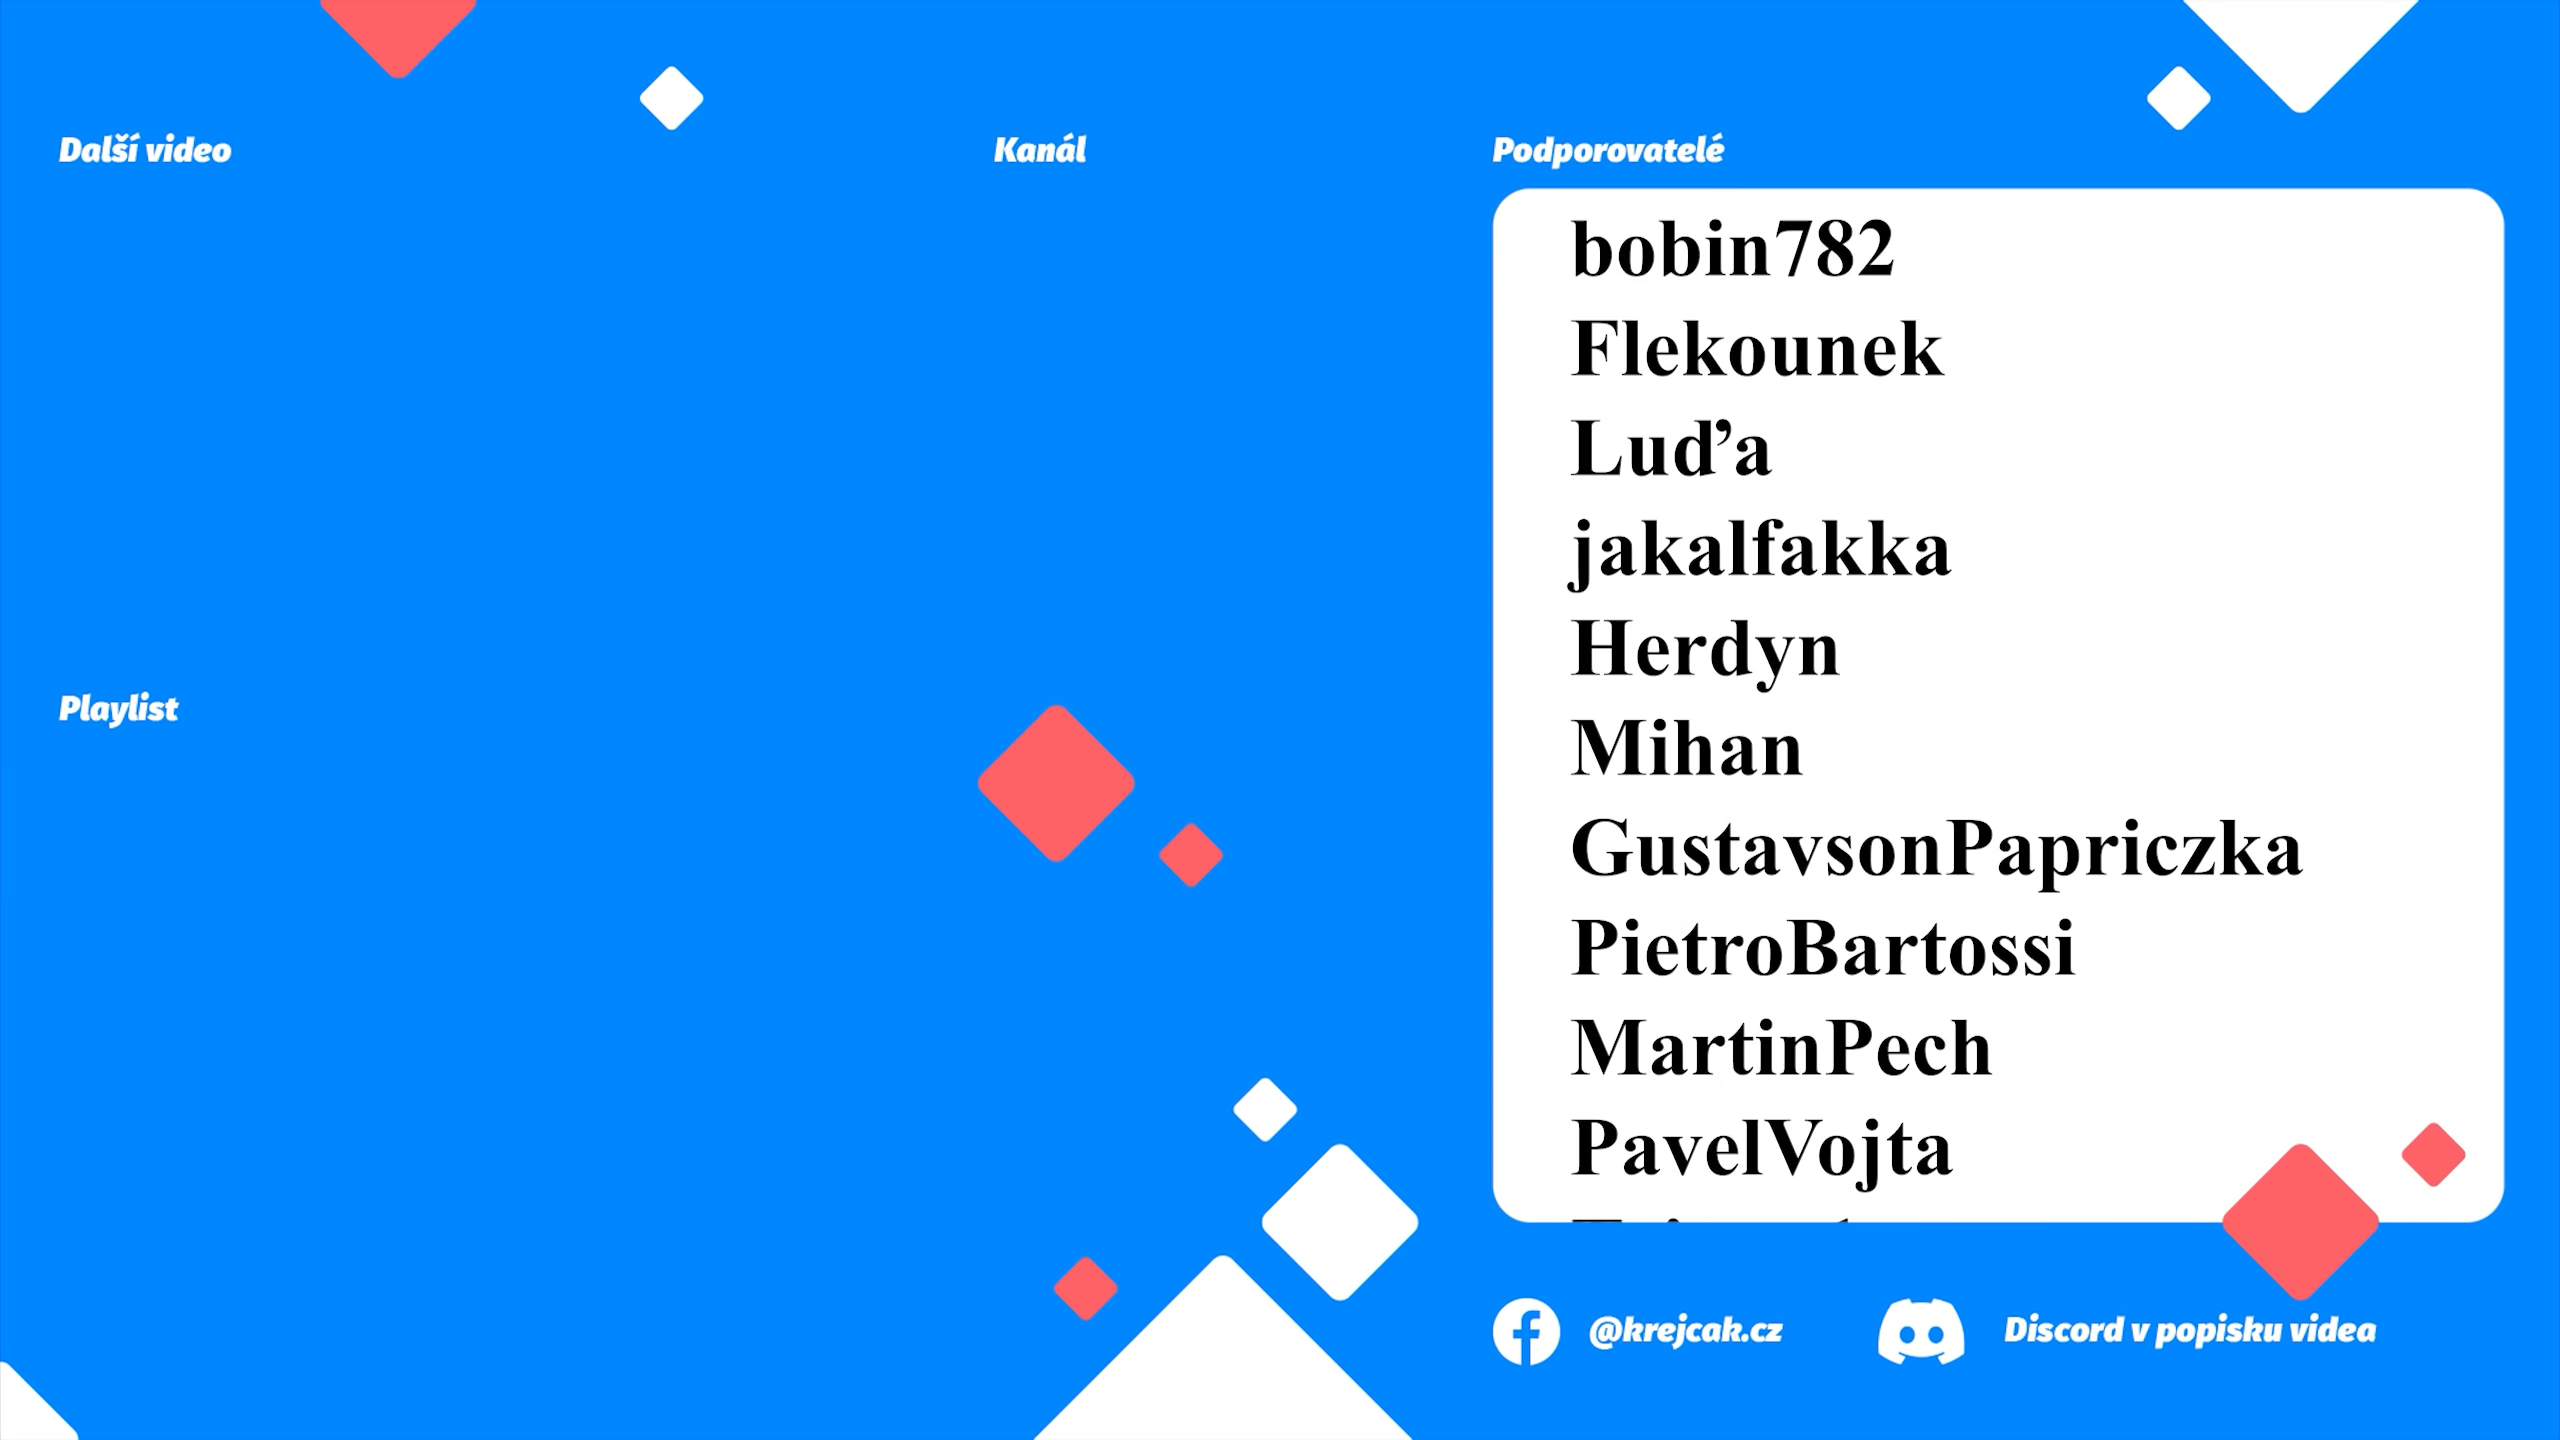 Další video
Kanál
Podporovatelé
bobin782
Flekounek
Luďa
jakalfakka
Herdyn
Mihan
GustavsonPapriczka
PietroBartossi
MartinPech
PavelVojta
Playlist
@krejcak.cz
Discord v popisku videa